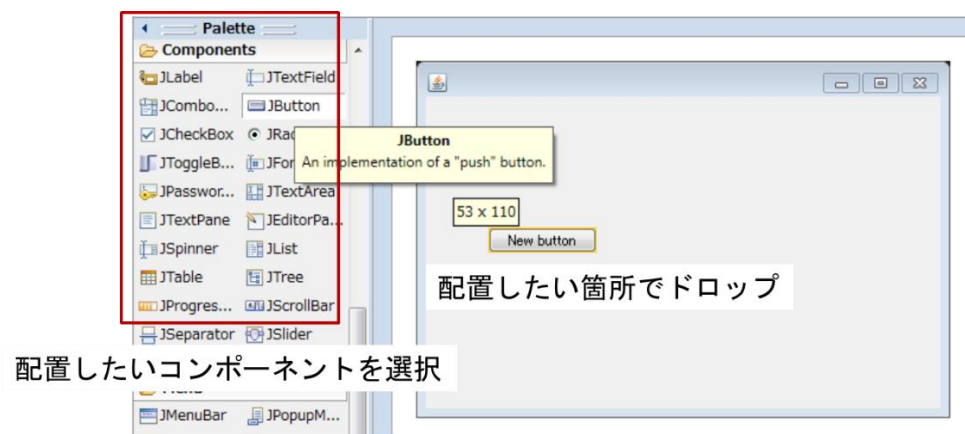 Palette
Components
JLabel JTextField
JCombo... JButton
JCheckBox
JButton
An implementation of a "push" button.
JToggleB...
JPasswor... JTextArea
JTextPane JEditorPa...
JSpinner JList
JTable JTree
JProgres... JScrollBar
JSeparator JSlider
53 x 110
New button
配置したい箇所でドロップ
配置したいコンポーネントを選択
JMenuBar JPopupM...